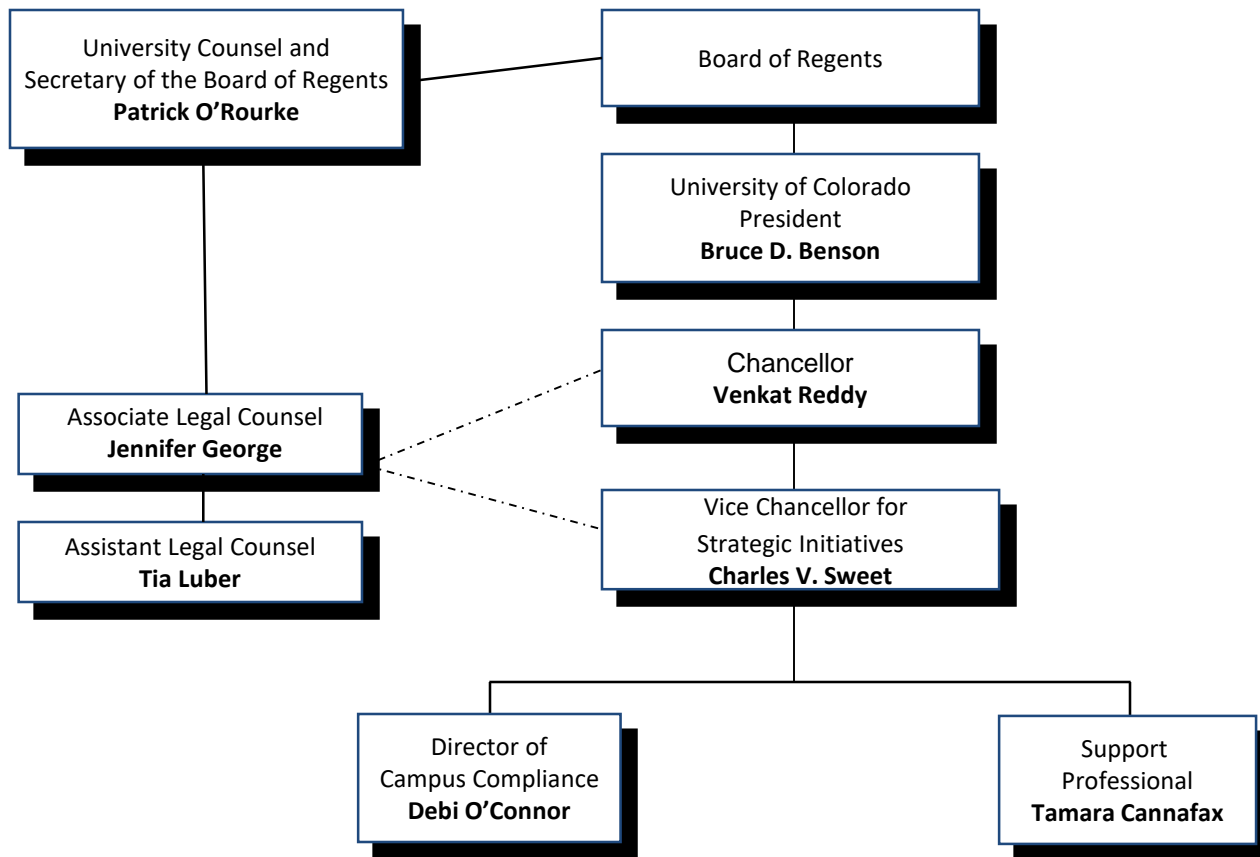 University Counsel and
Secretary of the Board of Regents
Patrick O’Rourke
Board of Regents
University of Colorado
President
Bruce D. Benson
Chancellor
Venkat Reddy
Associate Legal Counsel
Jennifer George
Vice Chancellor for
Strategic Initiatives
Charles V. Sweet
Assistant Legal Counsel
Tia Luber
Director of
Campus Compliance
Debi O’Connor
Support
Professional
Tamara Cannafax